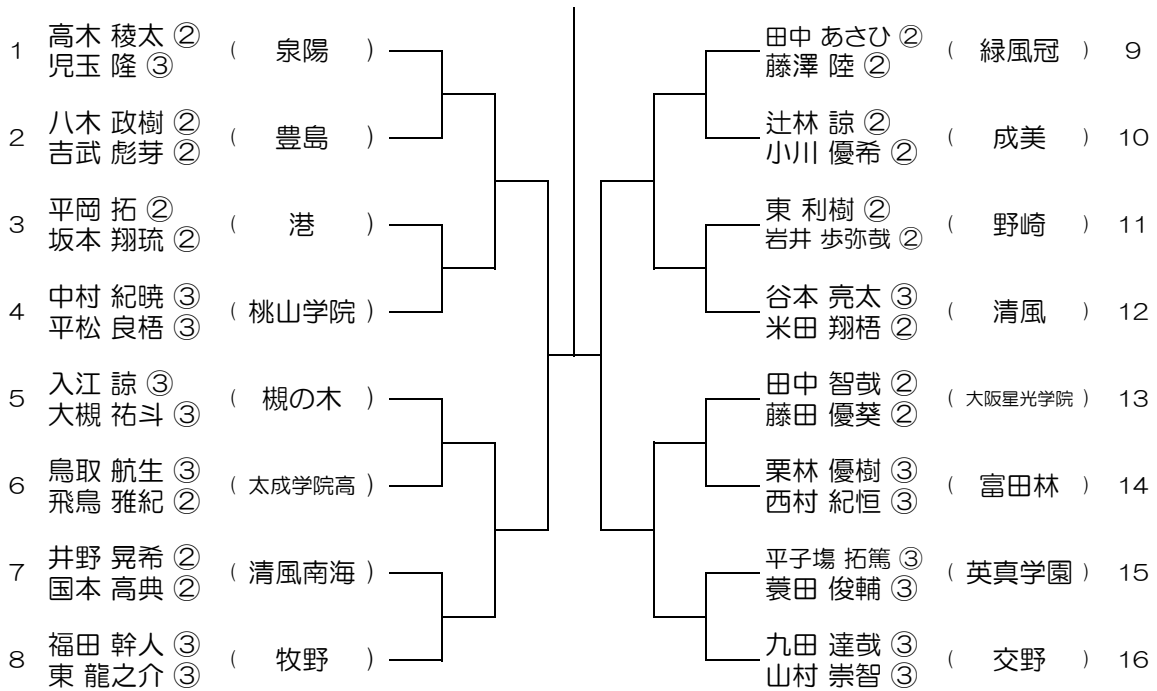 1 高木 稜太 ② ( 泉陽 )
児玉 隆 ③
2 八木 政樹 ② ( 豊島 )
吉武 彪芽 ②
3 平岡 拓 ② ( 港 )
坂本 翔琉 ②
4 中村 紀暁 ③ ( 桃山学院 )
平松 良梧 ③
5 入江 諒 ③ ( 槻の木 )
大槻 祐斗 ③
6 鳥取 航生 ③ ( 太成学院高 )
飛鳥 雅紀 ②
7 井野 晃希 ② ( 清風南海 )
国本 高典 ②
8 福田 幹人 ③ ( 牧野 )
東 龍之介 ③
田中 あさひ ② ( 緑風冠 ) 9
藤澤 陸 ②
辻林 諒 ② ( 成美 ) 10
小川 優希 ②
東 利樹 ② ( 野崎 ) 11
岩井 歩弥哉 ②
谷本 亮太 ③ ( 清風 ) 12
米田 翔梧 ②
田中 智哉 ② ( 大阪星光学院 ) 13
藤田 優葵 ②
栗林 優樹 ③ ( 富田林 ) 14
西村 紀恒 ③
平子塲 拓篤 ③ ( 英真学園 ) 15
蓑田 俊輔 ③
九田 達哉 ③ ( 交野 ) 16
山村 崇智 ③